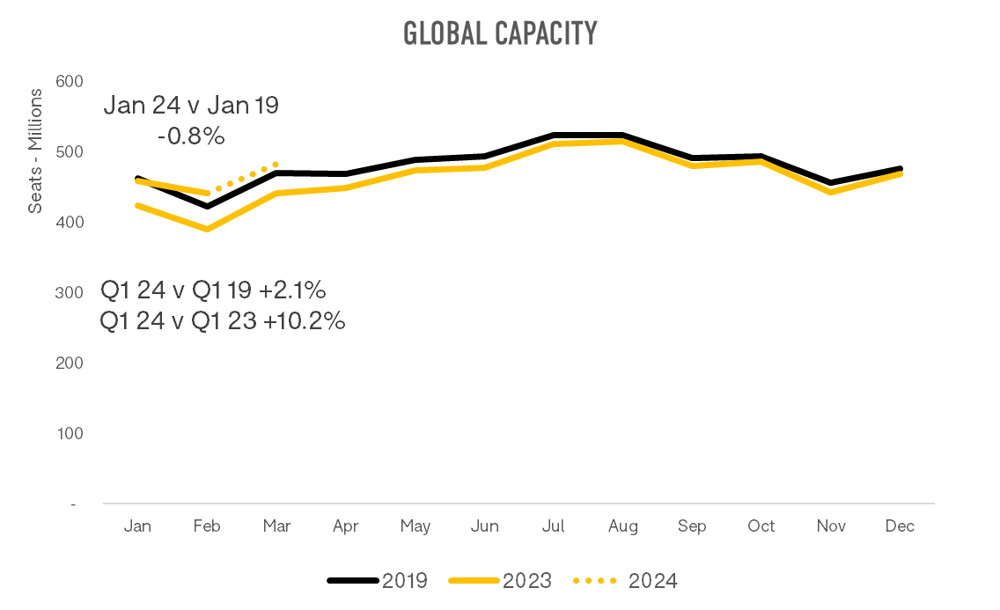 GLOBAL CAPACITY
600
Jan 24 v Jan 19
-0.8%
500
Seats - Millions
400
300
Q1 24 v Q1 19 +2.1%
Q1 24 v Q1 23 +10.2%
200
100
-
Jan Feb Mar Apr May Jun Jul Aug Sep Oct Nov Dec
2019 2023 2024